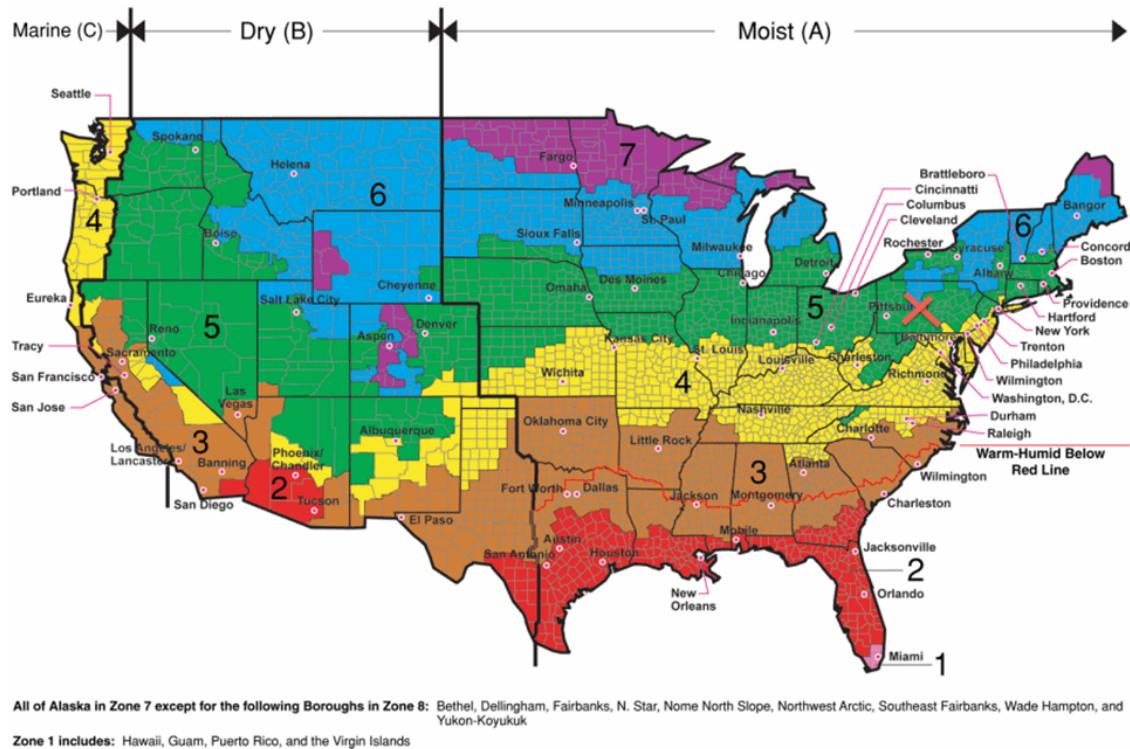 Marine (C)
Dry (B)
Moist (A)
Seattle
Spokane
Helena
Fargo
7
Portland
4
6
Minneapolis
St. Paul
Brattleboro
Cincinnatti
Columbus
Cleveland
6
Bangor
Boise
Sioux Falls
Milwaukee
Rochester
Syracuse
Concord
Albany
Boston
Detroit
Chicago
Des Moines
Omaha
Cheyenne
Salt Lake City
Eureka
Reno
5
Denver
Aspen
Indianapolis
5
Pittsbur
Providence
Hartford
New York
Trenton
Philadelphia
Wilmington
Washington, D.C.
Baltimore
Tracy
Sacramento
San Francisco
San Jose
Las
Vegas
Kansas City
St. Louis
Louisville
Charleston
Richmond
Wichita
4
Nashville
Durham
Raleigh
Charlotte
3
Los Angeles/
Lancaster
Banning
San Diego
Phoenix/
Chandler
2
Tucson
Albuquerque
Oklahoma City
Little Rock
Atlanta
3
Warm-Humid Below
Red Line
Wilmington
El Paso
Fort Worth
Dallas
Jackson
Montgomery
Charleston
Mobile
Austin
San Antonio
Houston
New
Orleans
Jacksonville
2
Orlando
Miami
1
All of Alaska in Zone 7 except for the following Boroughs in Zone 8: Bethel, Dellingham, Fairbanks, N. Star, Nome North Slope, Northwest Arctic, Southeast Fairbanks, Wade Hampton, and
Yukon-Koyukuk
Zone 1 includes: Hawaii, Guam, Puerto Rico, and the Virgin Islands